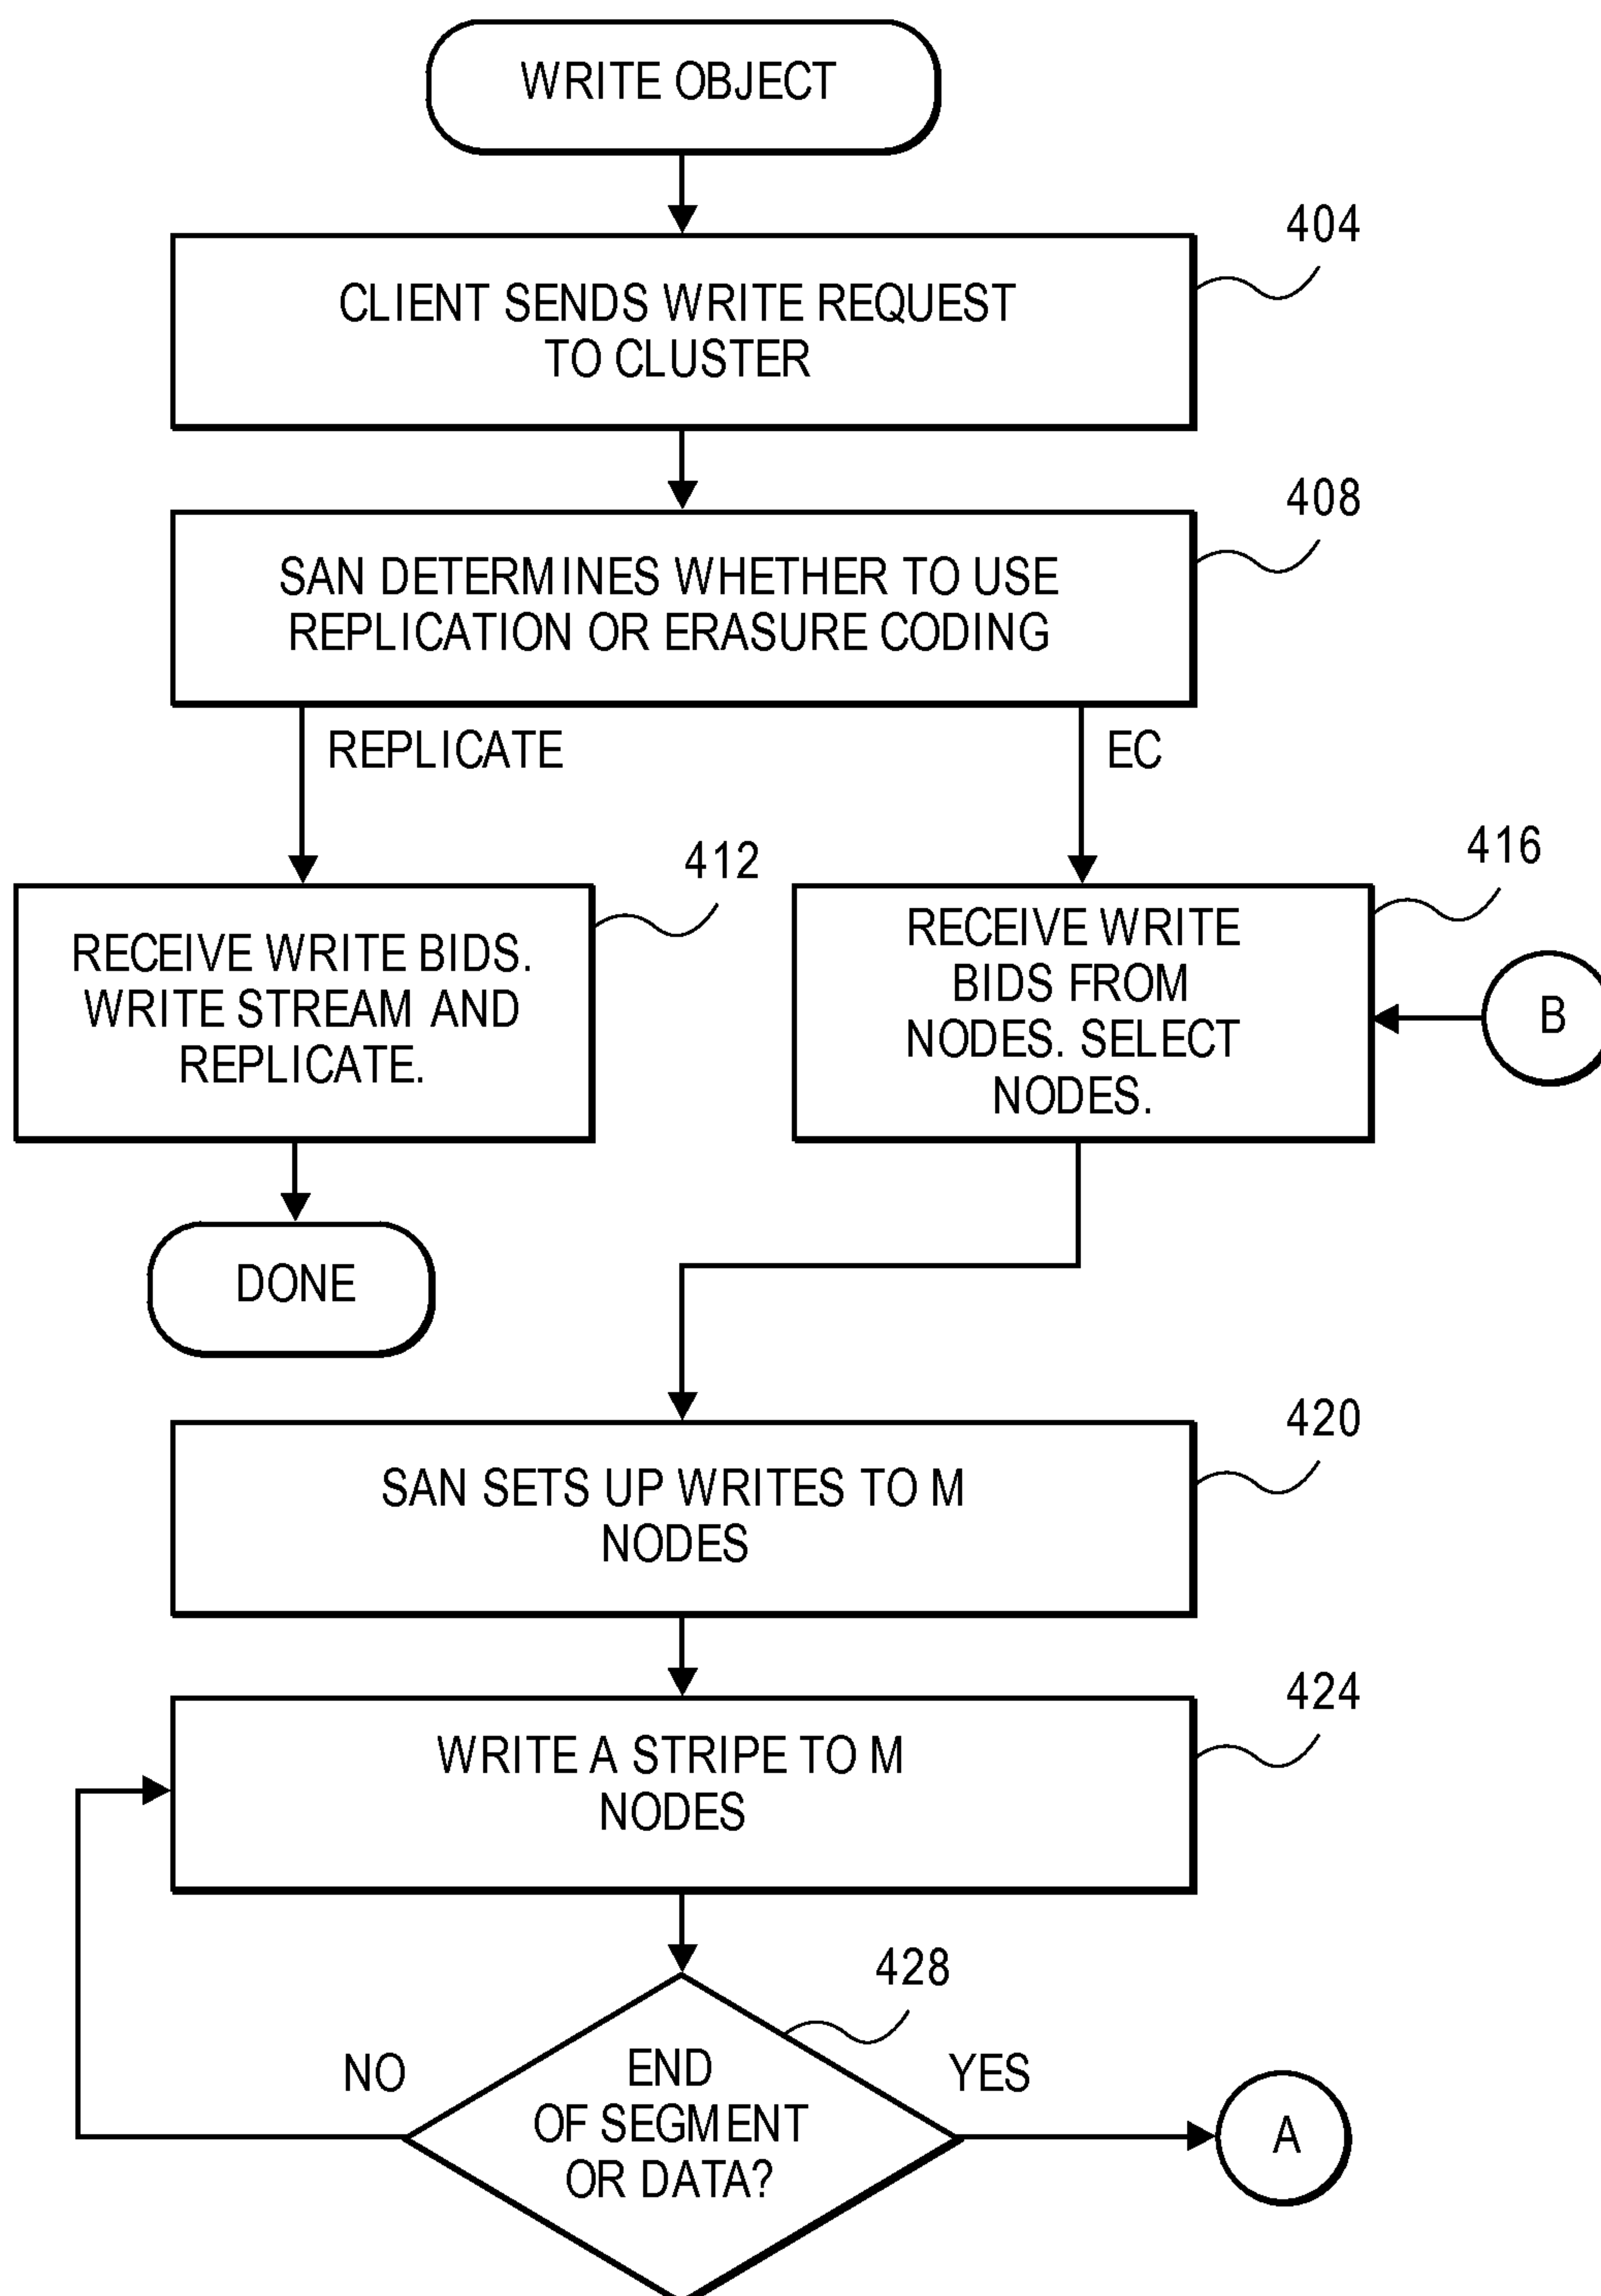 WRITE OBJECT
404
CLIENT SENDS WRITE REQUEST
TO CLUSTER
408
SAN DETERMINES WHETHER TO USE
REPLICATION OR ERASURE CODING
REPLICATE
EC
412
416
RECEIVE WRITE BIDS.
WRITE STREAM AND
REPLICATE.
RECEIVE WRITE
BIDS FROM
NODES. SELECT
NODES.
B
DONE
420
SAN SETS UP WRITES TO M
NODES
424
WRITE A STRIPE TO M
NODES
428
NO
END
OF SEGMENT
OR DATA?
YES
A